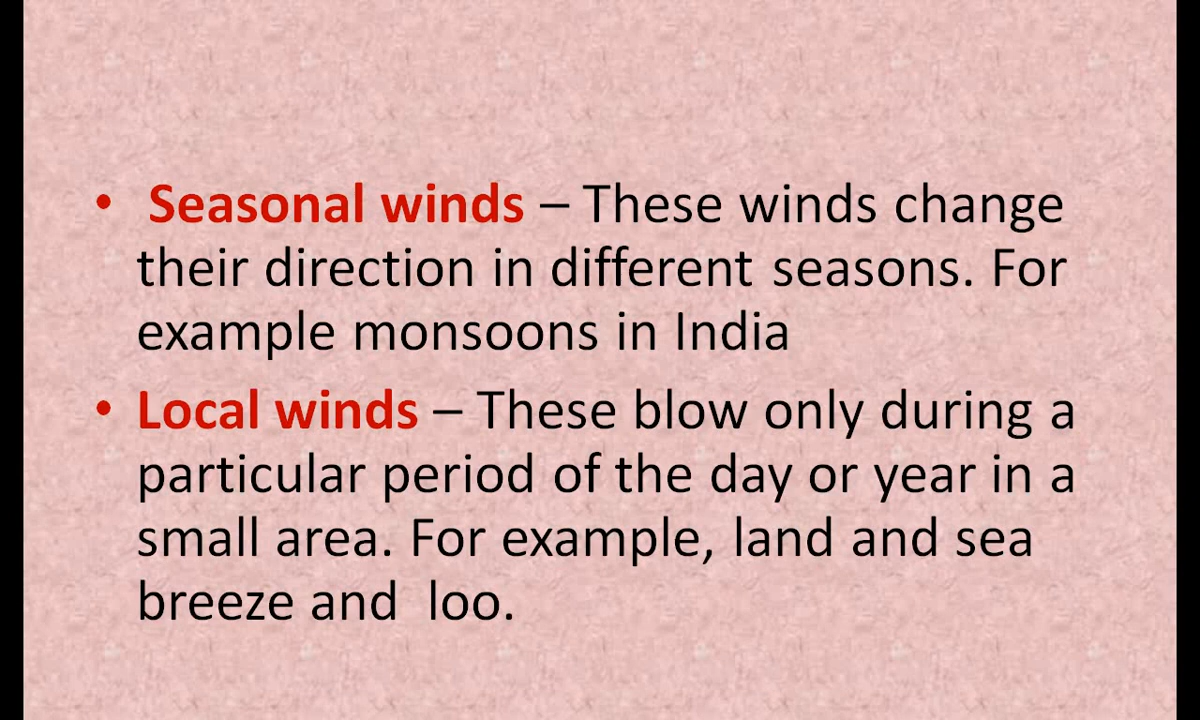 • Seasonal winds – These winds change
their direction in different seasons. For
example monsoons in India
• Local winds – These blow only during a
particular period of the day or year in a
small area. For example, land and sea
breeze and  loo.